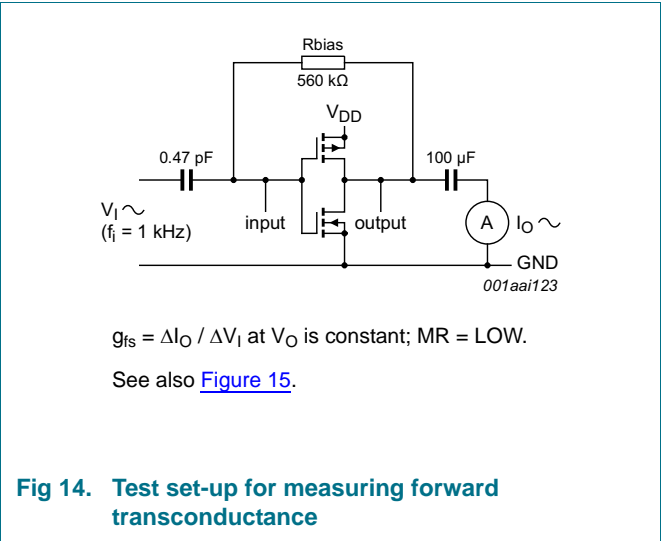 Rbias
560 kΩ
VDD
0.47 pF
100 μF
VI
(fi = 1 kHz)
input
output
A
IO
GND
001aai123
gfs = ΔIO / ΔVI at VO is constant; MR = LOW.
See also Figure 15.
Fig 14. Test set-up for measuring forward
transconductance